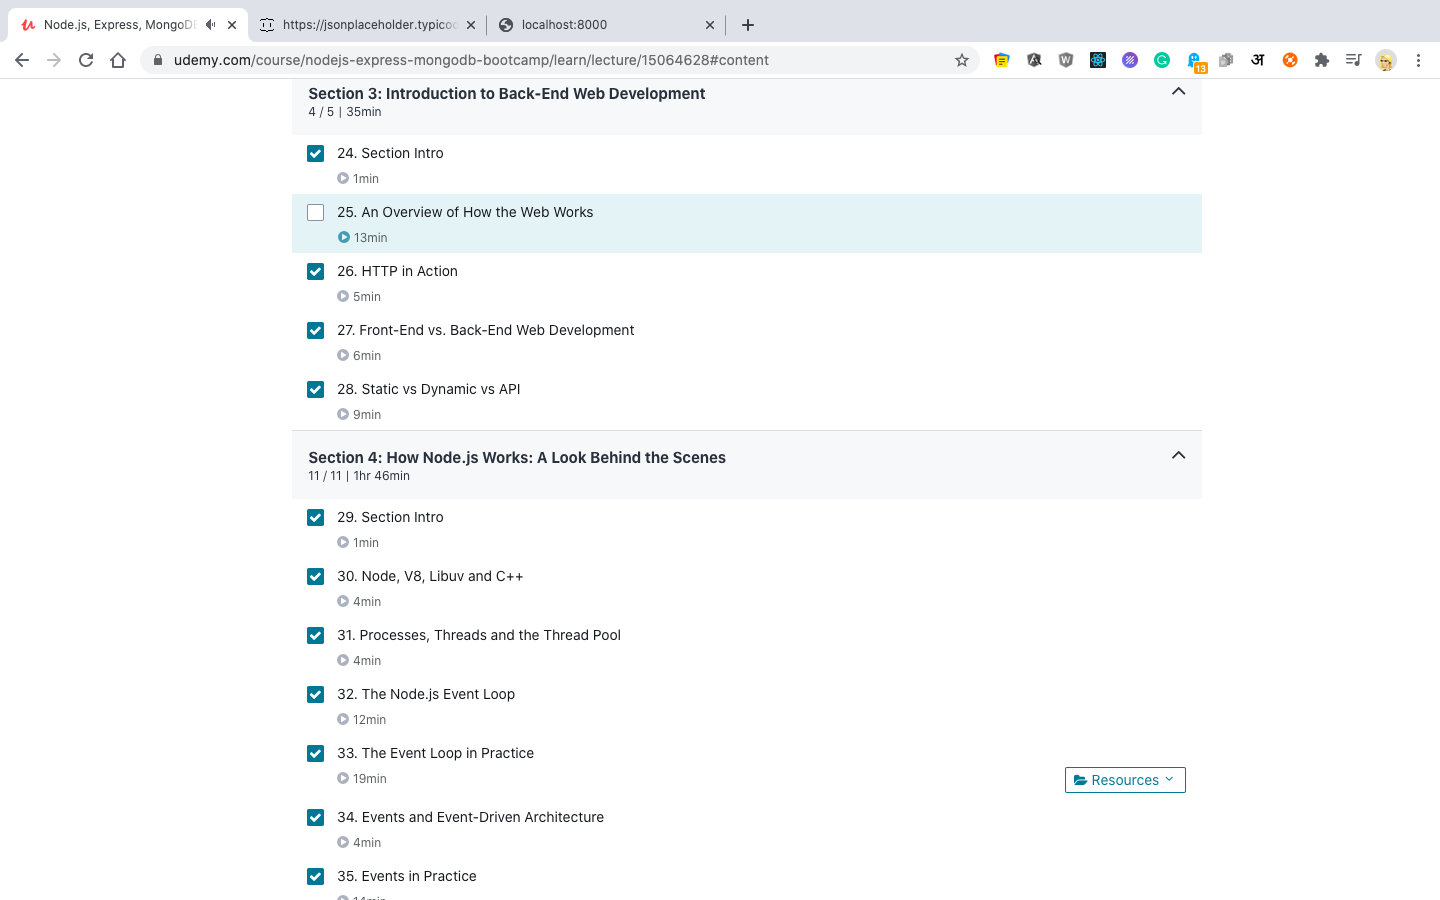 Node.js, Express, MongoDB
https://jsonplaceholder.typicod
localhost:8000
udemy.com/course/nodejs-express-mongodb-bootcamp/learn/lecture/15064628#content
13
अ
Section 3: Introduction to Back-End Web Development
4 / 5 | 35min
24. Section Intro
1min
25. An Overview of How the Web Works
13min
26. HTTP in Action
5min
27. Front-End vs. Back-End Web Development
6min
28. Static vs Dynamic vs API
9min
Section 4: How Node.js Works: A Look Behind the Scenes
11 / 11 | 1hr 46min
29. Section Intro
1min
30. Node, V8, Libuv and C++
4min
31. Processes, Threads and the Thread Pool
4min
32. The Node.js Event Loop
12min
33. The Event Loop in Practice
19min
Resources
34. Events and Event-Driven Architecture
4min
35. Events in Practice